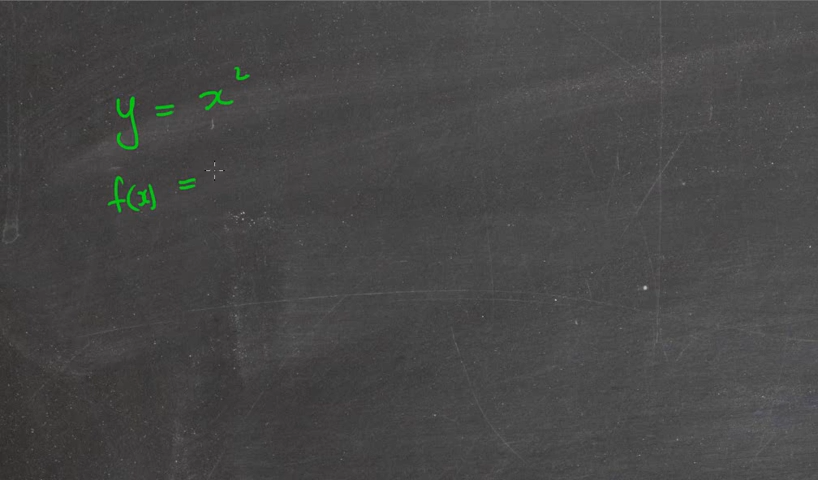 y = x²
f(x) =